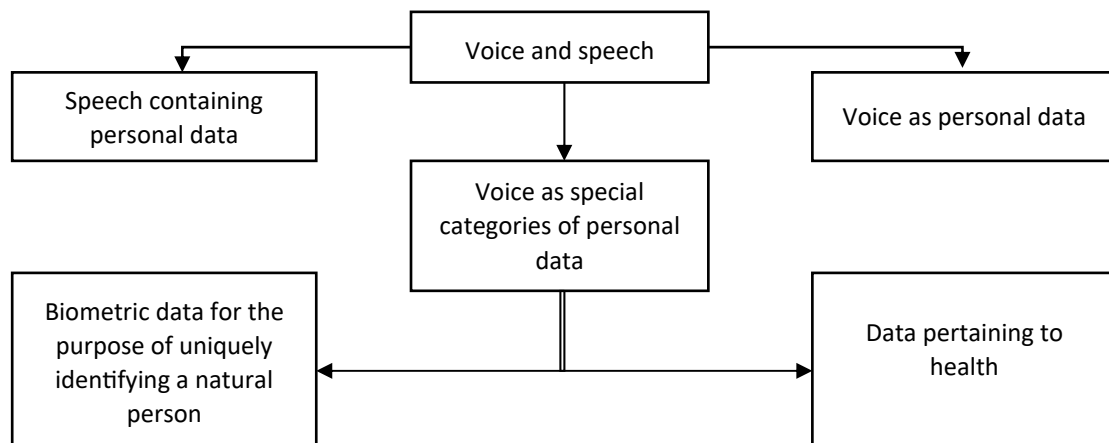 Voice and speech
Speech containing
personal data
Voice as personal data
Voice as special
categories of personal
data
Biometric data for the
purpose of uniquely
identifying a natural
person
Data pertaining to
health